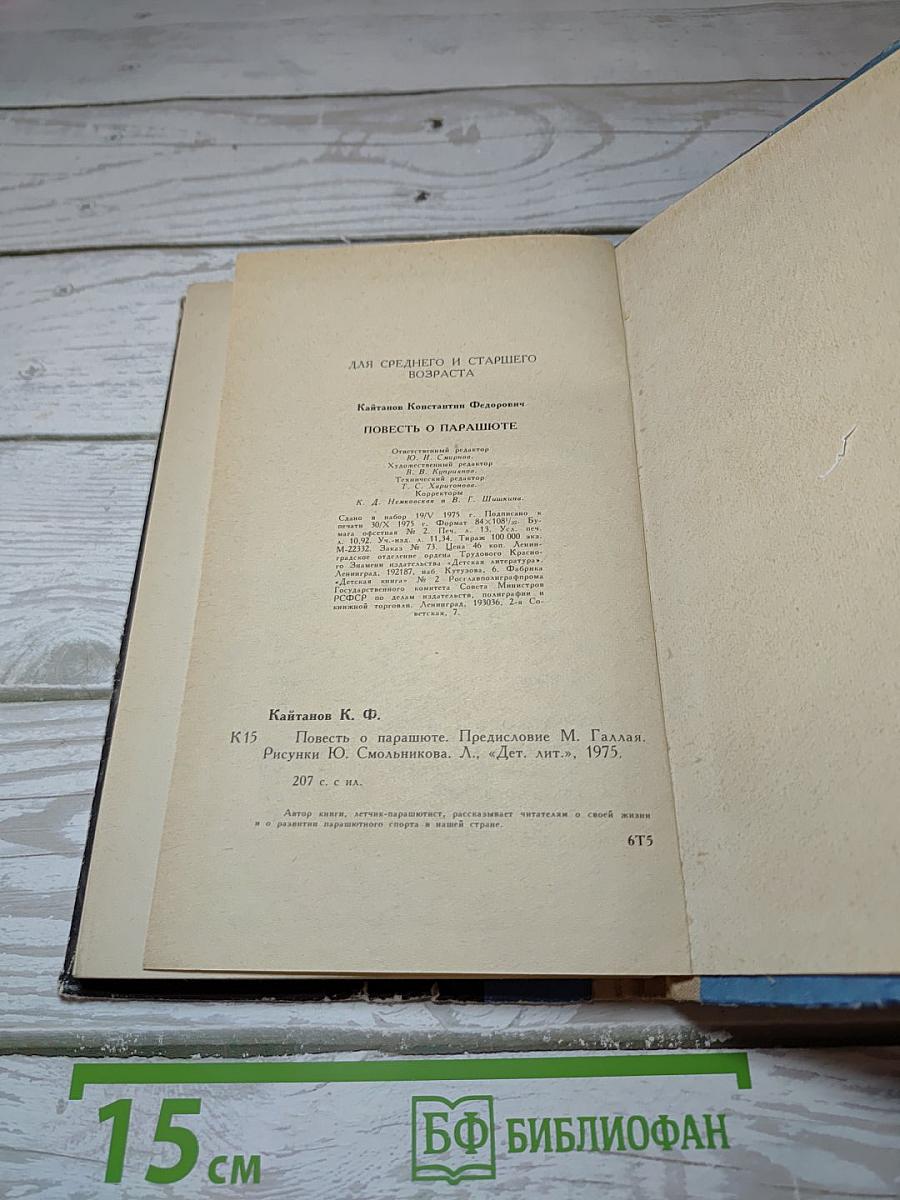 ДЛЯ СРЕДНЕГО И СТАРШЕГО
ВОЗРАСТА
Кайтанов Константин Федорович
ПОВЕСТЬ О ПАРАШЮТЕ
Ответственный редактор
Ю. И. Смирнов.
Художественный редактор
В. В. Куприянов.
Технический редактор
Т. С. Харитонова.
Корректоры
К. Д. Немковская и В. Г. Шишкина.
Сдано в набор 19/V 1975 г. Подписано к
печати 30/X 1975 г. Формат 84×108¹/₃₂. Бу-
мага офсетная № 2. Печ. л. 13. Усл. печ.
л. 10,92. Уч.-изд. л. 11,34. Тираж 100 000 экз.
М-22332. Заказ № 73. Цена 46 коп. Ленин-
градское отделение ордена Трудового Красно-
го Знамени издательства «Детская литература».
Ленинград, 192187, наб. Кутузова, 6. Фабрика
«Детская книга» № 2 Росглавполиграфпрома
Государственного комитета Совета Министров
РСФСР по делам издательств, полиграфии и
книжной торговли. Ленинград, 193036, 2-я Со-
ветская, 7.
Кайтанов К. Ф.
К15 Повесть о парашюте. Предисловие М. Галлая.
Рисунки Ю. Смольникова. Л., «Дет. лит.», 1975.
207 с. с ил.
Автор книги, летчик-парашютист, рассказывает читателям о своей жизни
и о развитии парашютного спорта в нашей стране.
6Т5
15 см
БФ БИБЛИОФАН